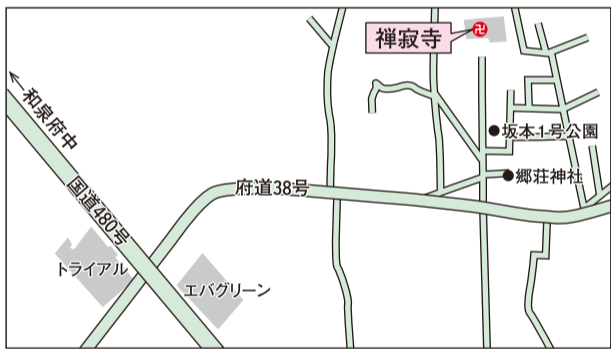 禅寂寺
卍
←和泉府中
坂本1号公園
郷荘神社
府道38号
国道480号
トライアル
エバグリーン